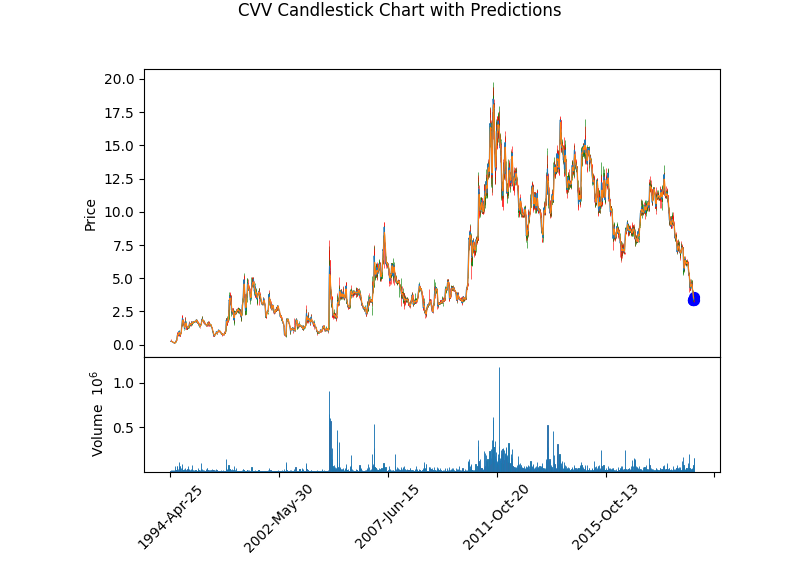 CVV Candlestick Chart with Predictions
20.0
17.5
15.0
12.5
10.0
7.5
5.0
2.5
0.0
Price
1.0
0.5
Volume 10^6
1994-Apr-25
2002-May-30
2007-Jun-15
2011-Oct-20
2015-Oct-13